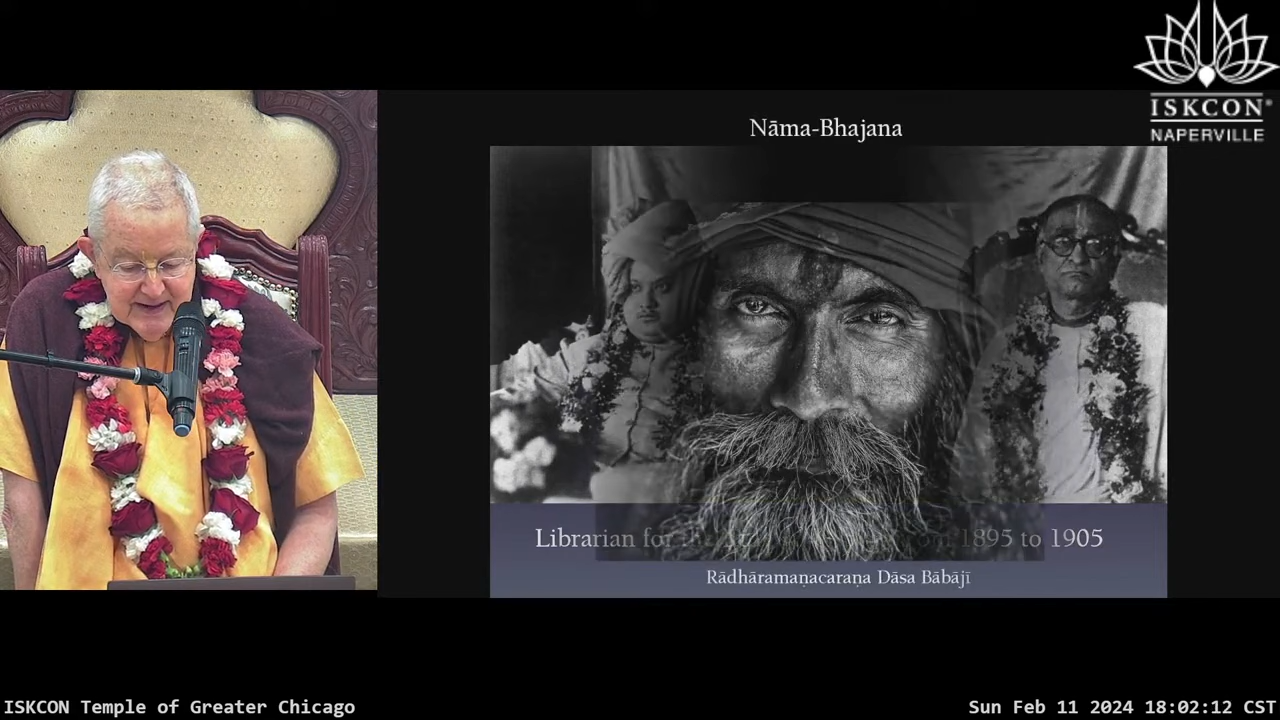 ISKCON
NAPERVILLE
Nāma-Bhajana
Librarian for 1895 to 1905
Rādhāramaṇacaraṇa Dāsa Bābājī
ISKCON Temple of Greater Chicago
Sun Feb 11 2024 18:02:12 CST